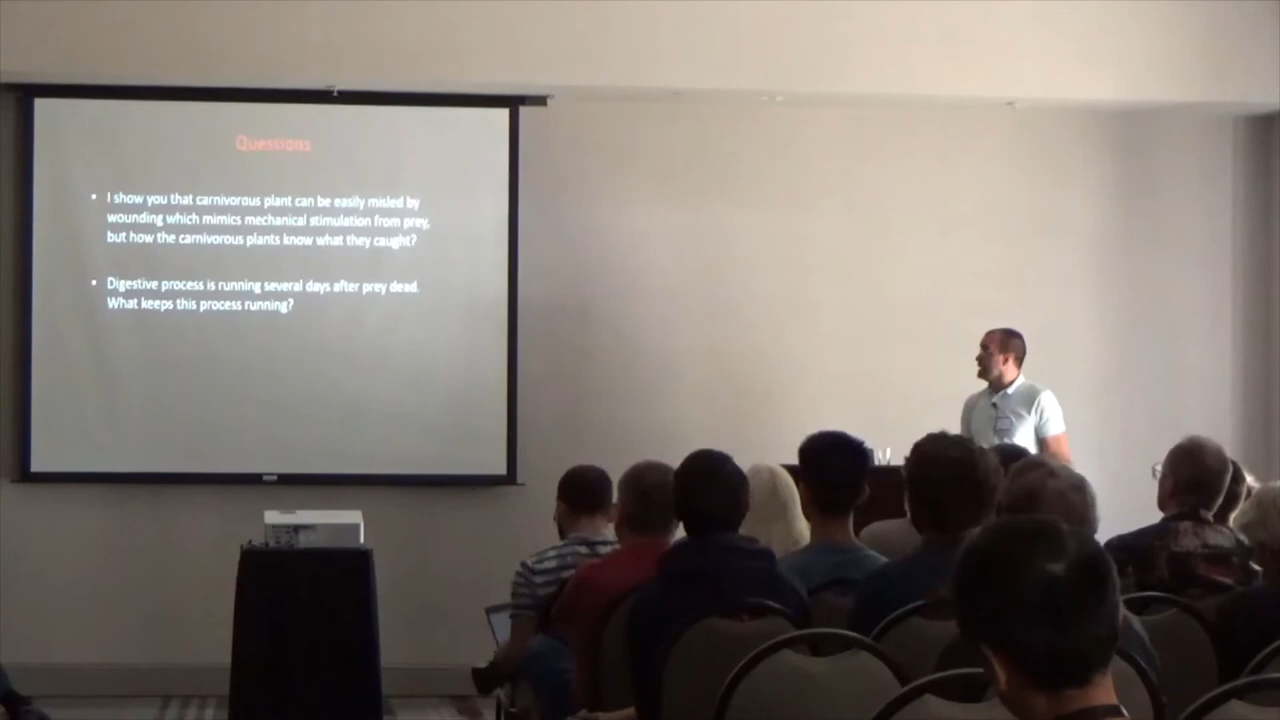 Questions
• I show you that carnivorous plant can be easily misled by
wounding which mimics mechanical stimulation from prey,
but how the carnivorous plants know what they caught?
• Digestive process is running several days after prey dead.
What keeps this process running?